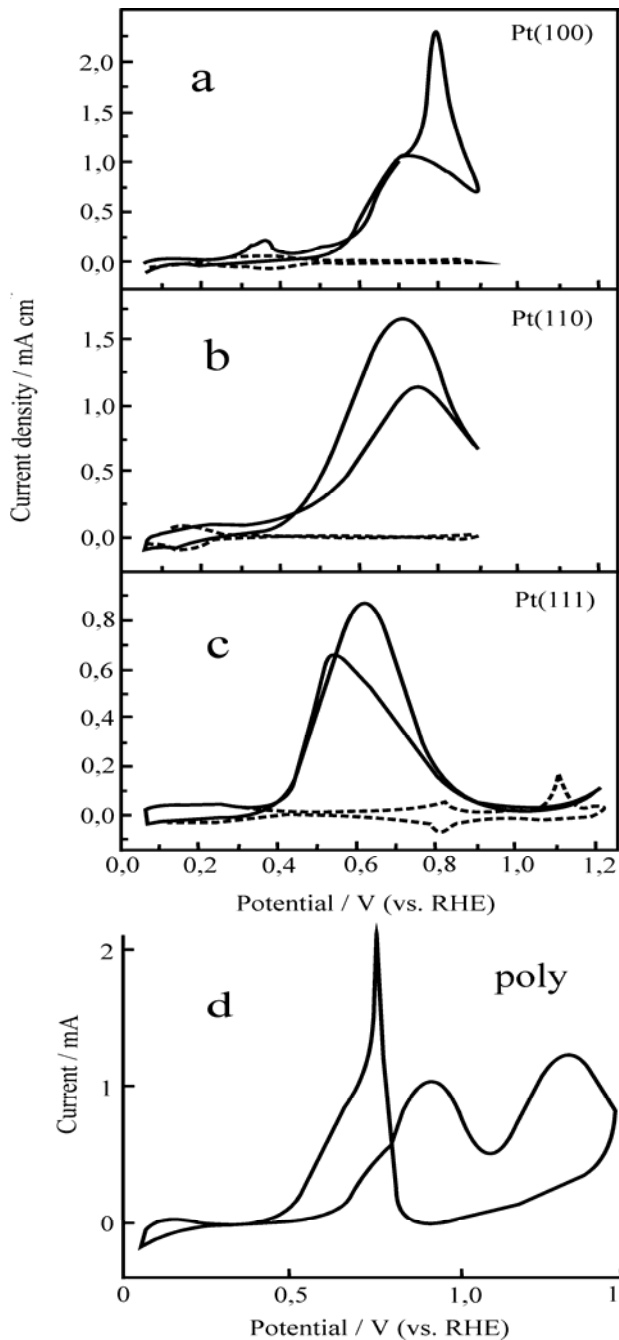 Pt(100)
a
2,0
1,5
1,0
0,5
0,0
Pt(110)
b
1,5
1,0
0,5
0,0
Pt(111)
c
0,8
0,6
0,4
0,2
0,0
Current density / mA cm
0,0 0,2 0,4 0,6 0,8 1,0 1,2
Potential / V (vs. RHE)
d
poly
2
1
0
Current / mA
0 0,5 1,0 1
Potential / V (vs. RHE)